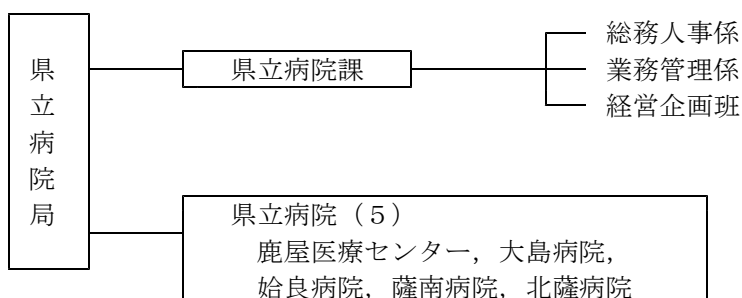 県立病院局
県立病院課
総務人事係
業務管理係
経営企画班
県立病院（５）
鹿屋医療センター，大島病院，
姶良病院，薩南病院，北薩病院